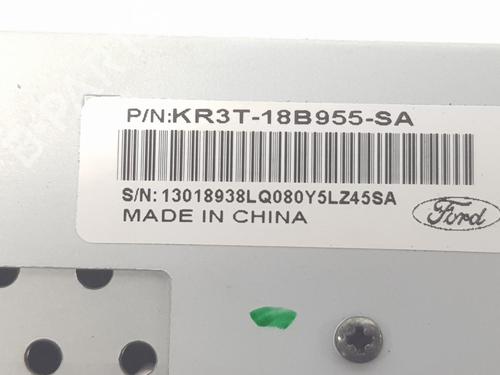 P/N:KR3T-18B955-SA
S/N: 13018938LQ080Y5LZ45SA
MADE IN CHINA
Ford